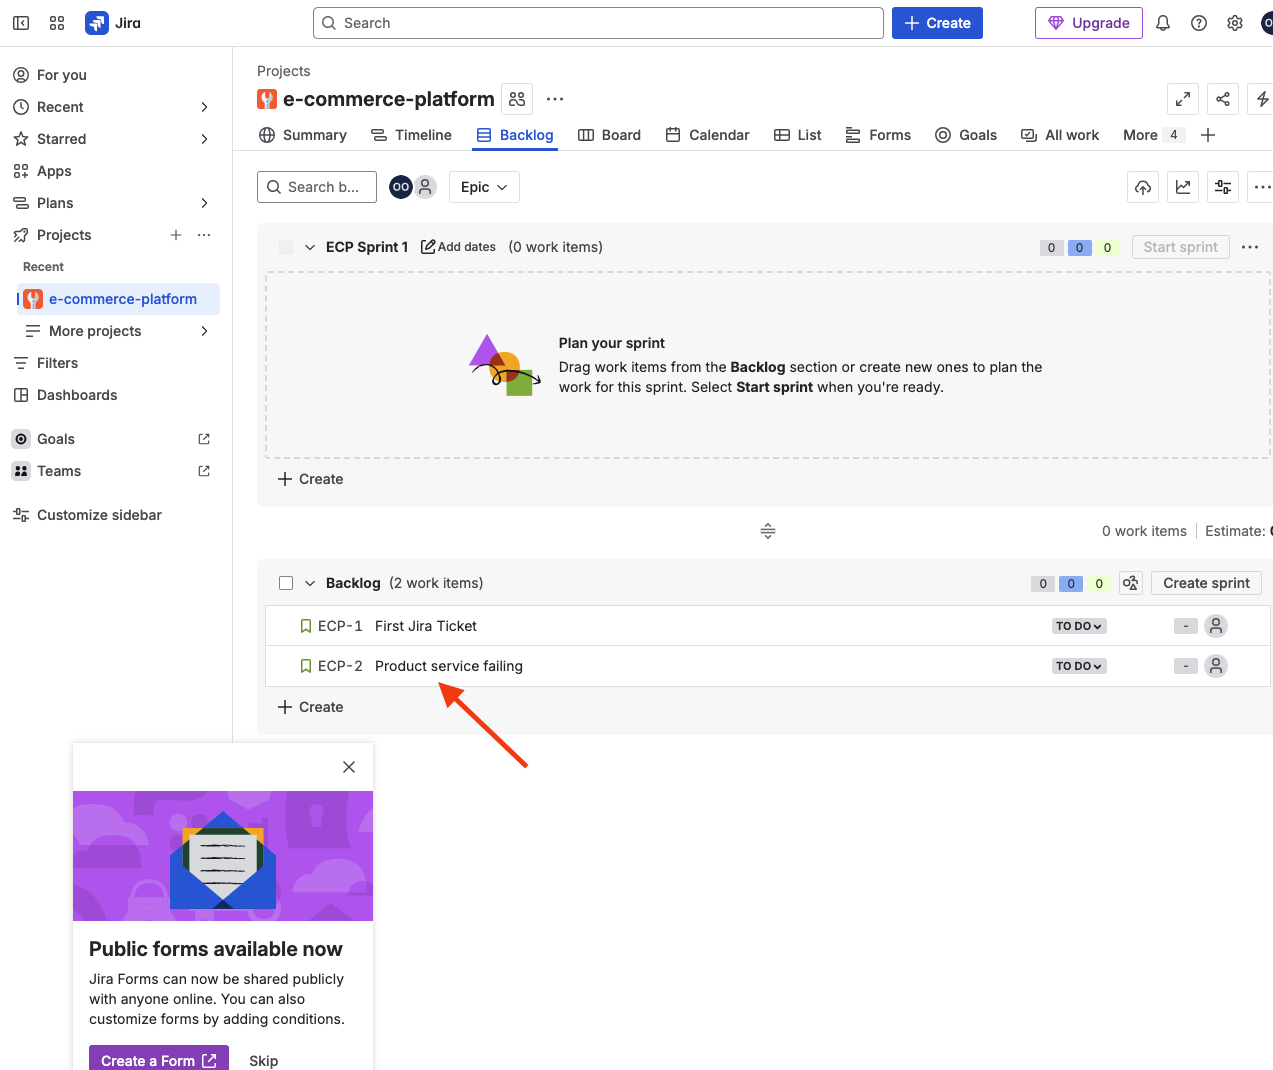 Jira
Search
Create
Upgrade
For you
Recent
Starred
Apps
Plans
Projects
Recent
e-commerce-platform
More projects
Filters
Dashboards
Goals
Teams
Customize sidebar
Projects
e-commerce-platform
Summary Timeline Backlog Board Calendar List Forms Goals All work More 4
Search b... OO Epic
ECP Sprint 1 Add dates (0 work items) 0 0 0 Start sprint
Plan your sprint
Drag work items from the Backlog section or create new ones to plan the
work for this sprint. Select Start sprint when you're ready.
Create
0 work items Estimate:
Backlog (2 work items) 0 0 0 Create sprint
ECP-1 First Jira Ticket TO DO -
ECP-2 Product service failing TO DO -
Create
Public forms available now
Jira Forms can now be shared publicly
with anyone online. You can also
customize forms by adding conditions.
Create a Form Skip